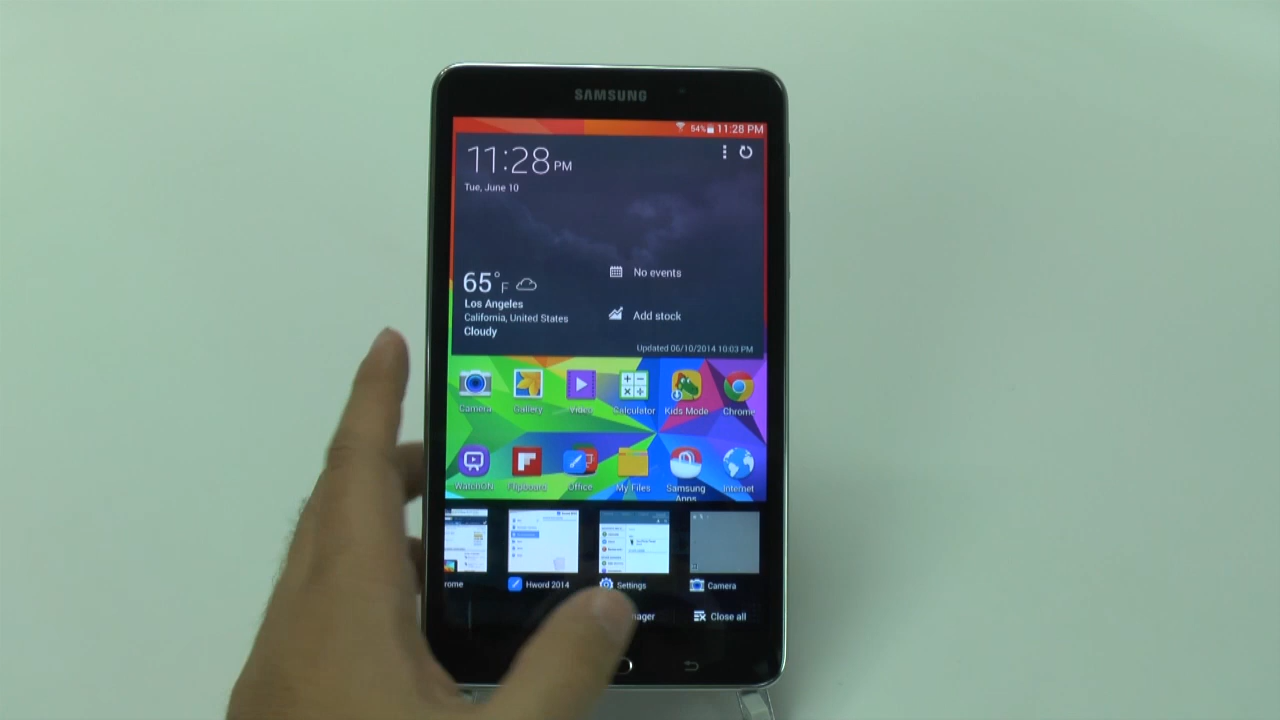 SAMSUNG
54% 11:28 PM
11:28 PM
Tue, June 10
65°F
No events
Los Angeles
California, United States
Add stock
Cloudy
Updated 06/10/2014 10:03 PM
Camera Gallery Video Calculator Kids Mode Chrome
WatchON Flipboard Office My Files Samsung Apps Internet
rome Hword 2014 Settings Camera
nager Close all